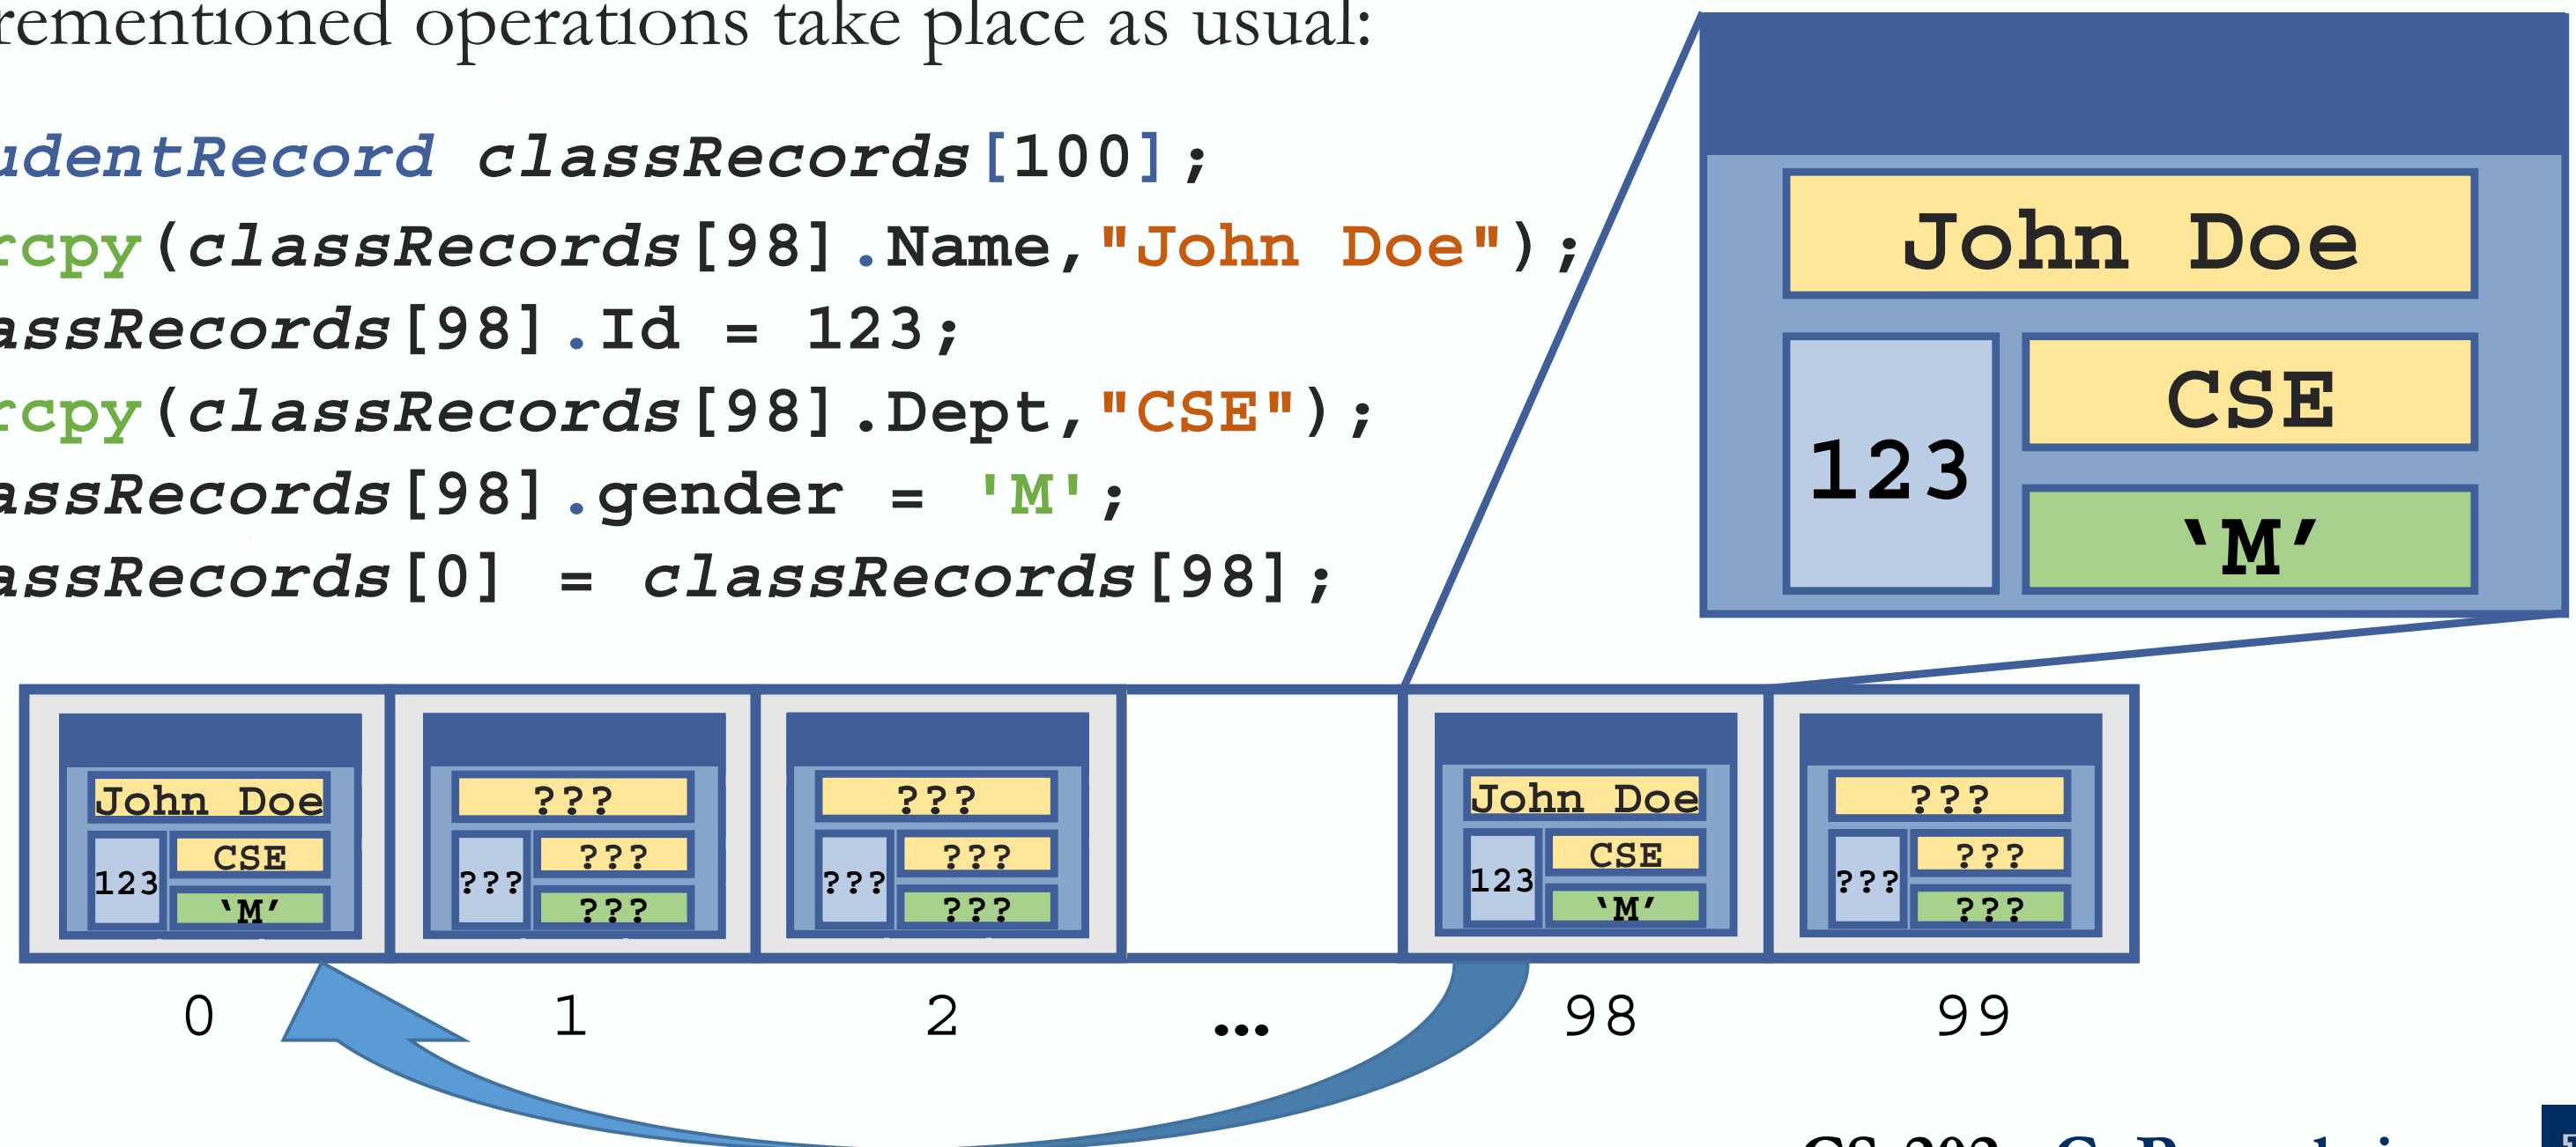 rementioned operations take place as usual:
udentRecord classRecords[100];
rcpy(classRecords[98].Name,"John Doe");
assRecords[98].Id = 123;
rcpy(classRecords[98].Dept,"CSE");
assRecords[98].gender = 'M';
assRecords[0] = classRecords[98];
John Doe
123
CSE
‘M’
John Doe
123
CSE
‘M’
???
???
???
???
???
???
???
???
John Doe
123
CSE
‘M’
???
???
???
???
0 1 2 … 98 99